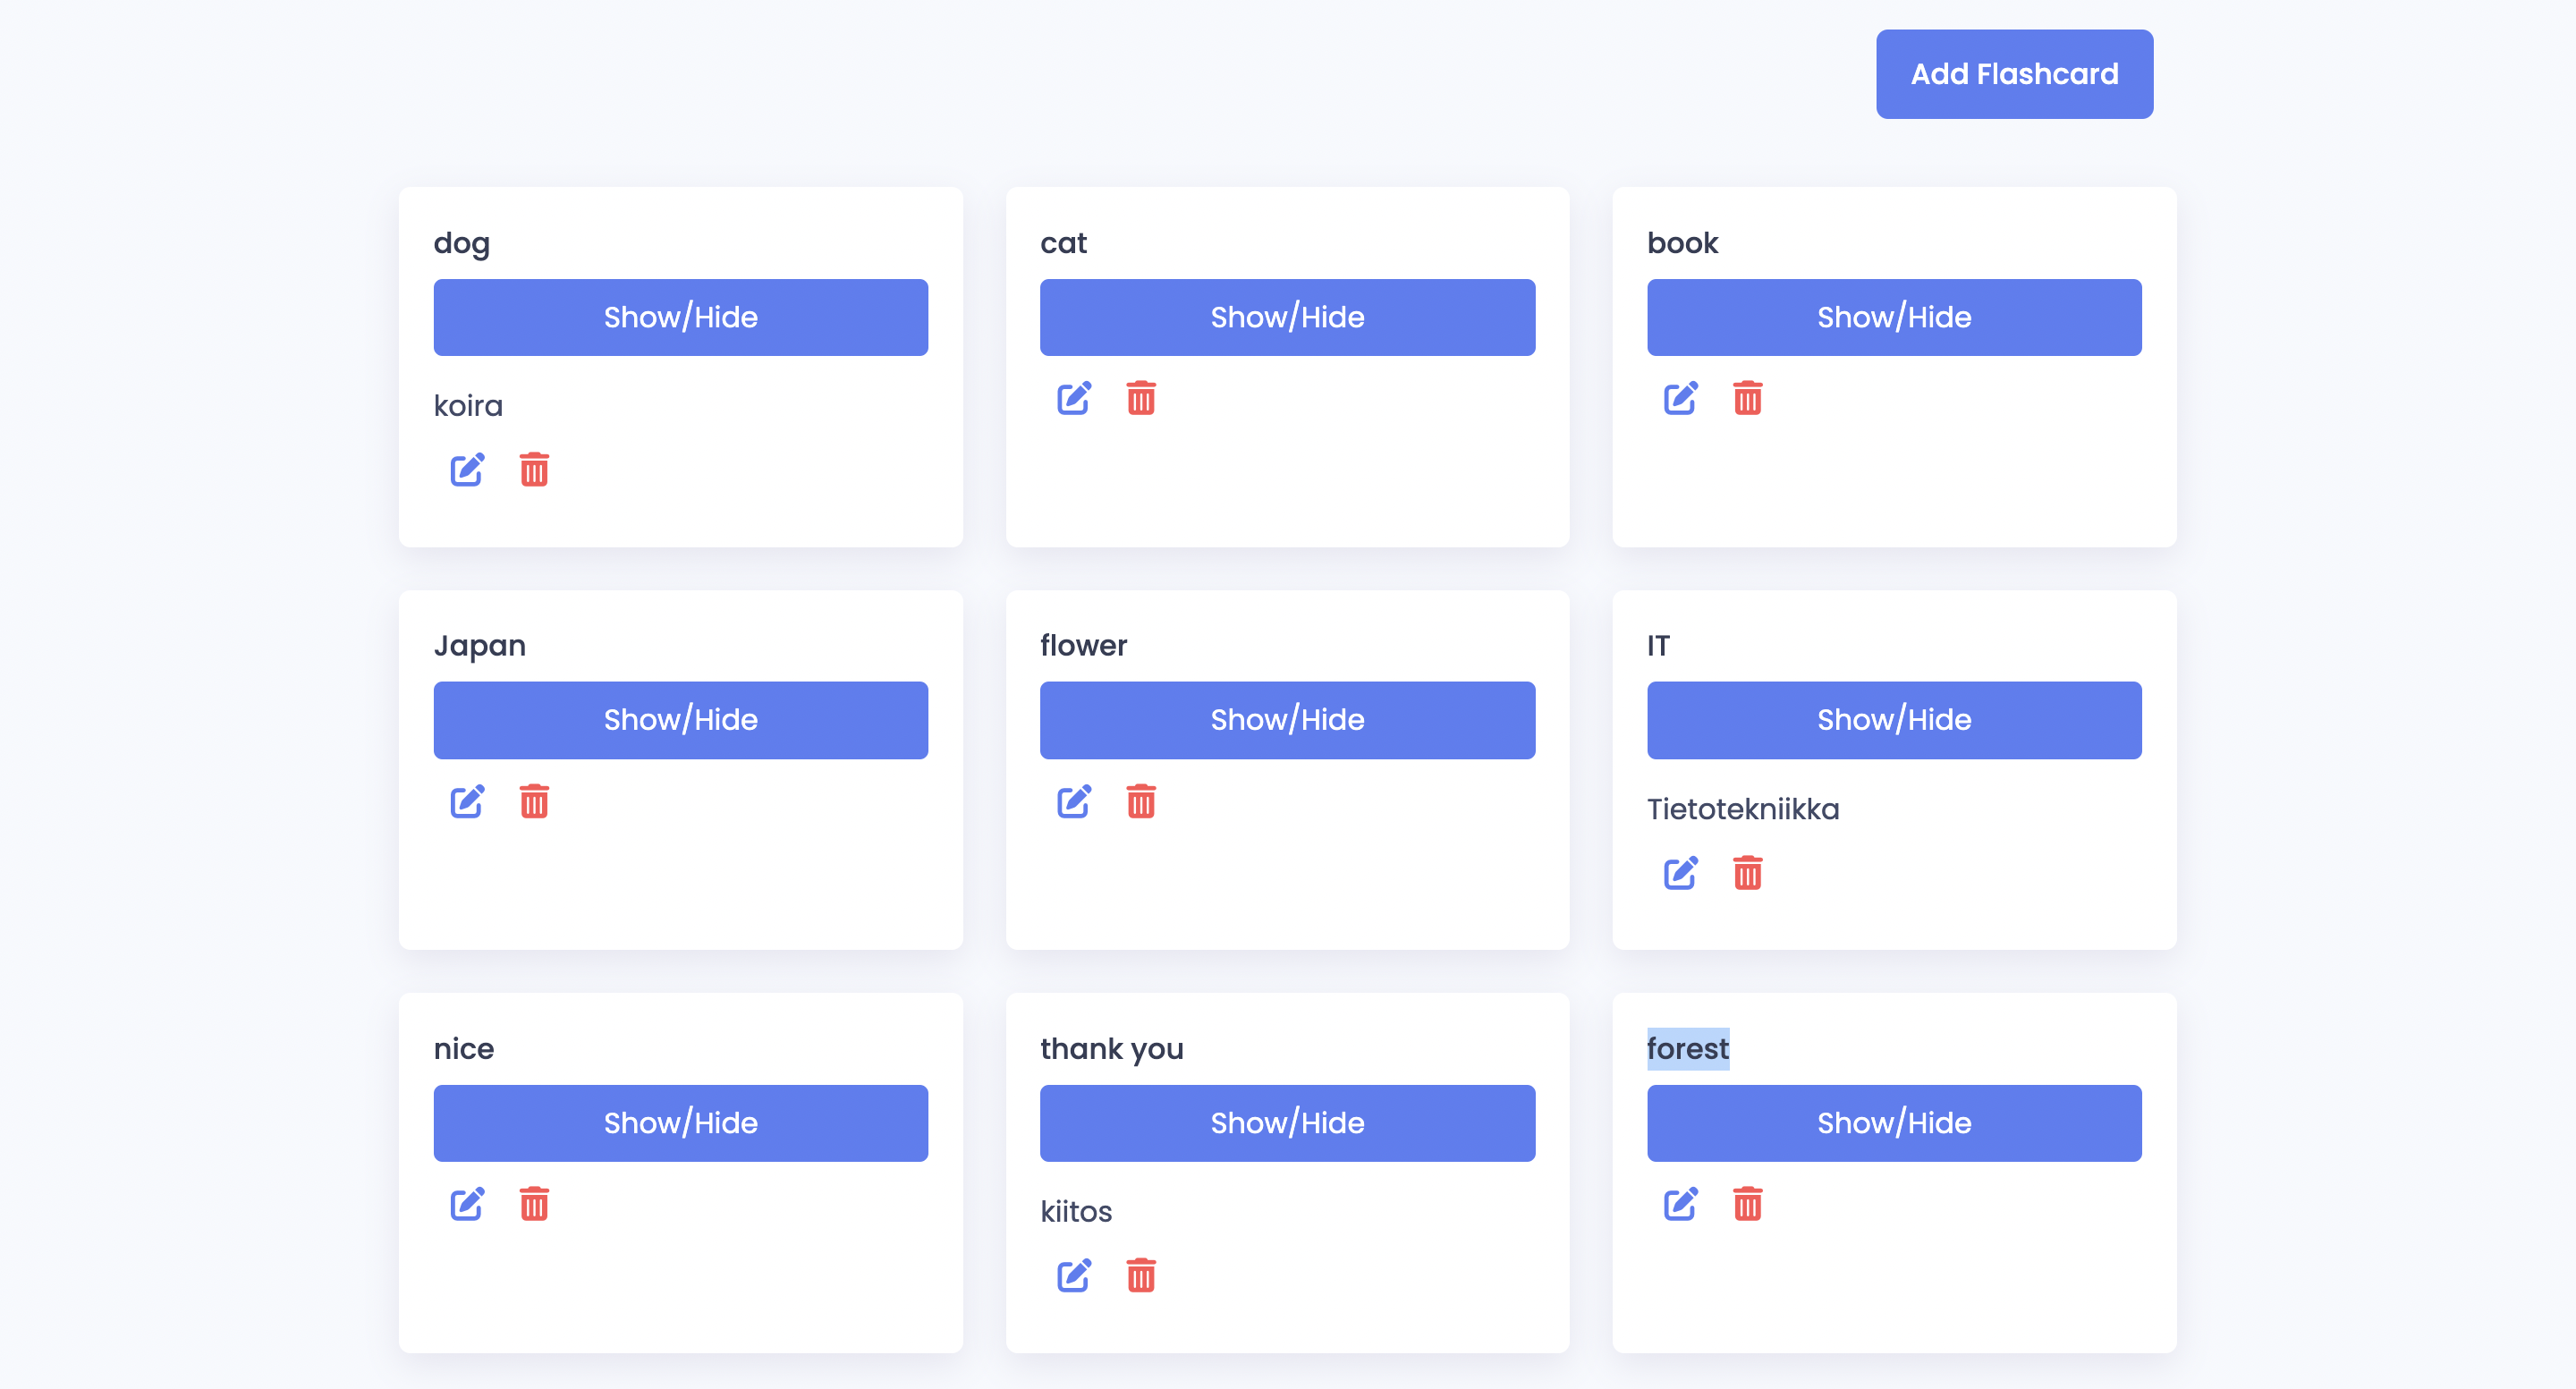 Add Flashcard
dog
Show/Hide
koira
cat
Show/Hide
book
Show/Hide
Japan
Show/Hide
flower
Show/Hide
IT
Show/Hide
Tietotekniikka
nice
Show/Hide
thank you
Show/Hide
kiitos
forest
Show/Hide